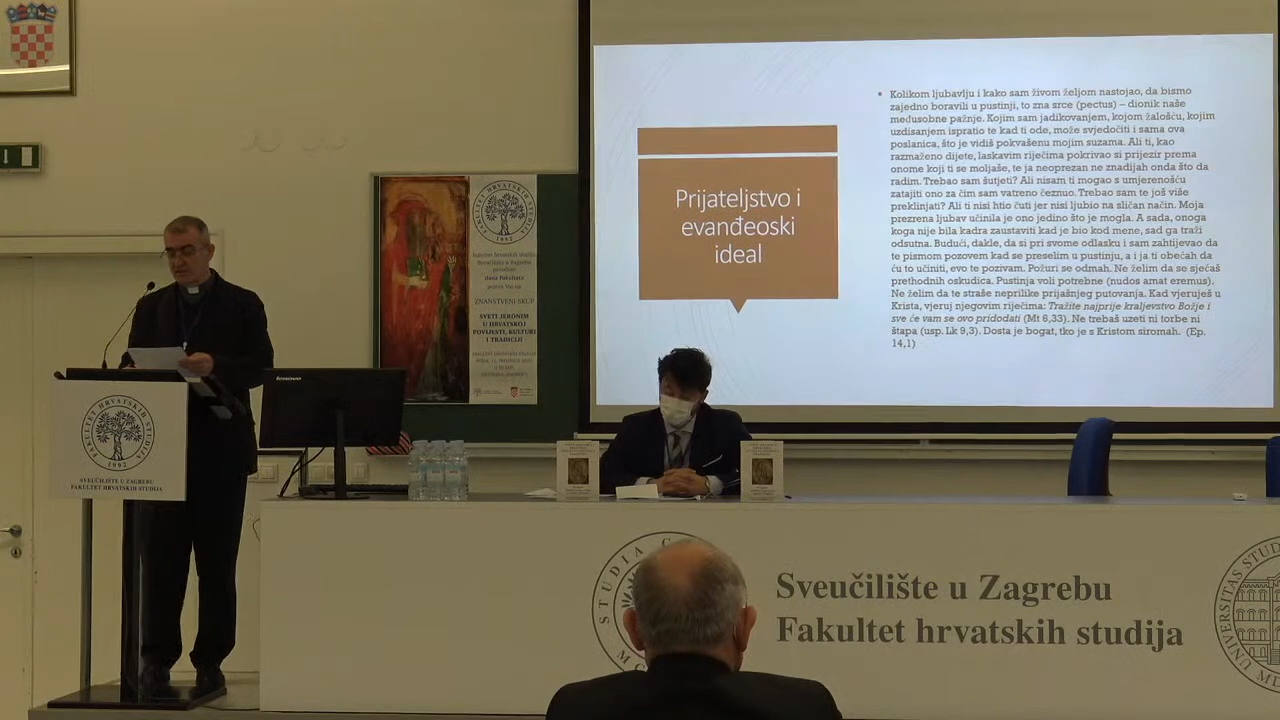 Prijateljstvo i
evanđeoski
ideal
Kolikom ljubavlju i kako sam živom željom nastojao, da bismo
zajedno boravili u pustinji, to zna srce (pectus) – dionik naše
međusobne pažnje. Kojim sam jadikovanjem, kojom žalošću, kojim
uzdisanjem ispratio te kad ti ode, može svjedočiti i sama ova
poslanica, što je vidiš pokvašenu mojim suzama. Ali ti, kao
razmaženo dijete, laskavim riječima pokrivao si prijezir prema
onome koji ti se moljaše, te ja neoprezan ne znadijah onda što da
radim. Trebao sam šutjeti? Ali nisam ti mogao s umjerenošću
zatajiti ono za čim sam vatreno čeznuo. Trebao sam te još više
preklinjati? Ali ti nisi htio čuti jer nisi ljubio na sličan način. Moja
prezrena ljubav učinila je ono jedino što je mogla. A sada, onoga
koga nije bila kadra zaustaviti kad je bio kod mene, sad ga traži
odsutna. Budući, dakle, da si pri svome odlasku i sam zahtijevao da
te pismom pozovem kad se preselim u pustinju, a i ja ti obećah da
ću to učiniti, evo te pozivam. Požuri se odmah. Ne želim da se sjećaš
prethodnih oskudica. Pustinja voli potrebne (nudos amat eremus).
Ne želim da te straše neprilike prijašnjeg putovanja. Kad vjeruješ u
Krista, vjeruj njegovim riječima: Tražite najprije kraljevstvo Božje i
sve će vam se ovo pridodati (Mt 6,33). Ne trebaš uzeti ni torbe ni
štapa (usp. Lk 9,3). Dosta je bogat, tko je s Kristom siromah. (Ep.
14,1)
FAKULTET HRVATSKIH STUDIJA
1992
ZNANSTVENI SKUP
SVETI JERONIM
U HRVATSKOJ
POVIJESTI, KULTURI
I TRADICIJI
lenovo
FAKULTET HRVATSKIH STUDIJA
1992
SVEUČILIŠTE U ZAGREBU
FAKULTET HRVATSKIH STUDIJA
STUDIA C
Sveučilište u Zagrebu
Fakultet hrvatskih studija
UNIVERSITAS STUD